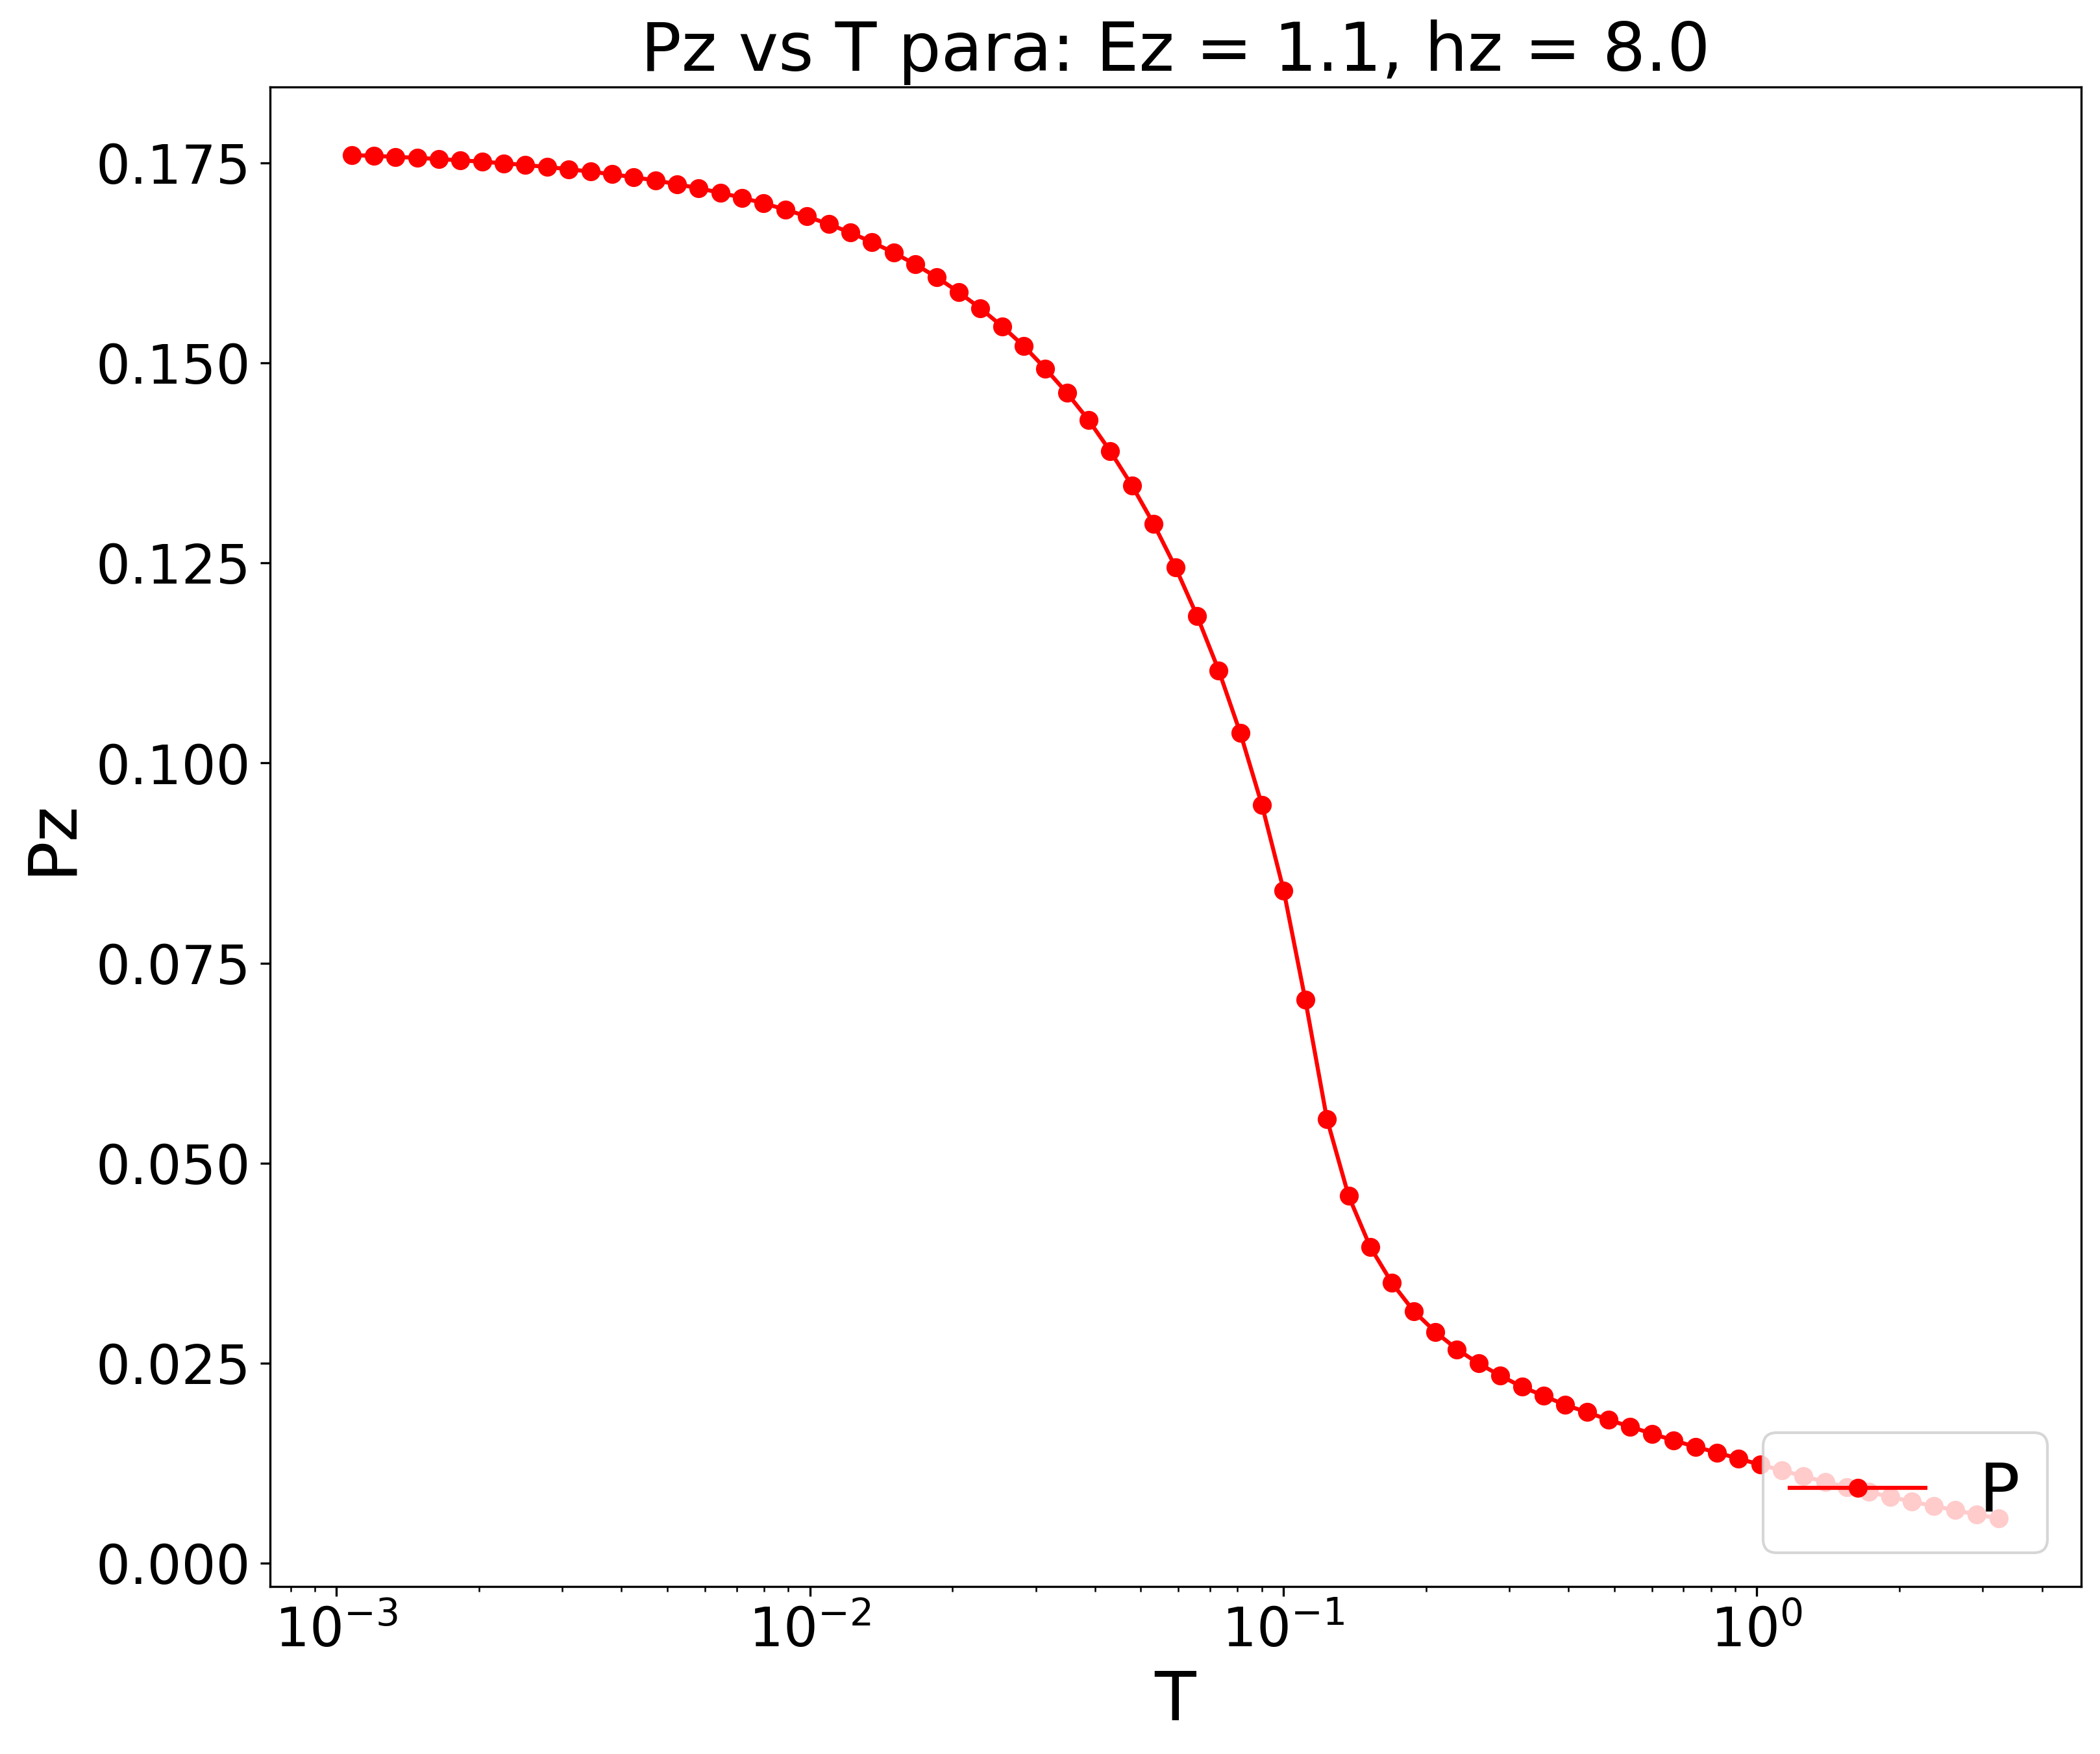 Pz vs T para: Ez = 1.1, hz = 8.0
0.175
0.150
0.125
0.100
0.075
0.050
0.025
0.000
Pz
P
10⁻³ 10⁻² 10⁻¹ 10⁰
T